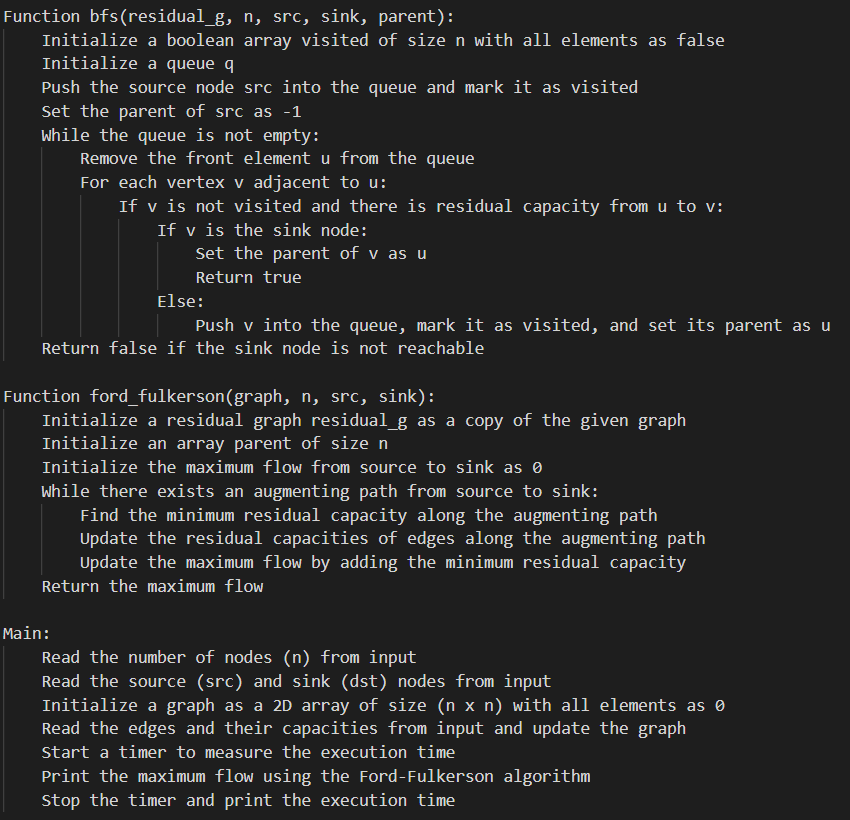 Function bfs(residual_g, n, src, sink, parent):
    Initialize a boolean array visited of size n with all elements as false
    Initialize a queue q
    Push the source node src into the queue and mark it as visited
    Set the parent of src as -1
    While the queue is not empty:
        Remove the front element u from the queue
        For each vertex v adjacent to u:
            If v is not visited and there is residual capacity from u to v:
                If v is the sink node:
                    Set the parent of v as u
                    Return true
                Else:
                    Push v into the queue, mark it as visited, and set its parent as u
    Return false if the sink node is not reachable

Function ford_fulkerson(graph, n, src, sink):
    Initialize a residual graph residual_g as a copy of the given graph
    Initialize an array parent of size n
    Initialize the maximum flow from source to sink as 0
    While there exists an augmenting path from source to sink:
        Find the minimum residual capacity along the augmenting path
        Update the residual capacities of edges along the augmenting path
        Update the maximum flow by adding the minimum residual capacity
    Return the maximum flow

Main:
    Read the number of nodes (n) from input
    Read the source (src) and sink (dst) nodes from input
    Initialize a graph as a 2D array of size (n x n) with all elements as 0
    Read the edges and their capacities from input and update the graph
    Start a timer to measure the execution time
    Print the maximum flow using the Ford-Fulkerson algorithm
    Stop the timer and print the execution time